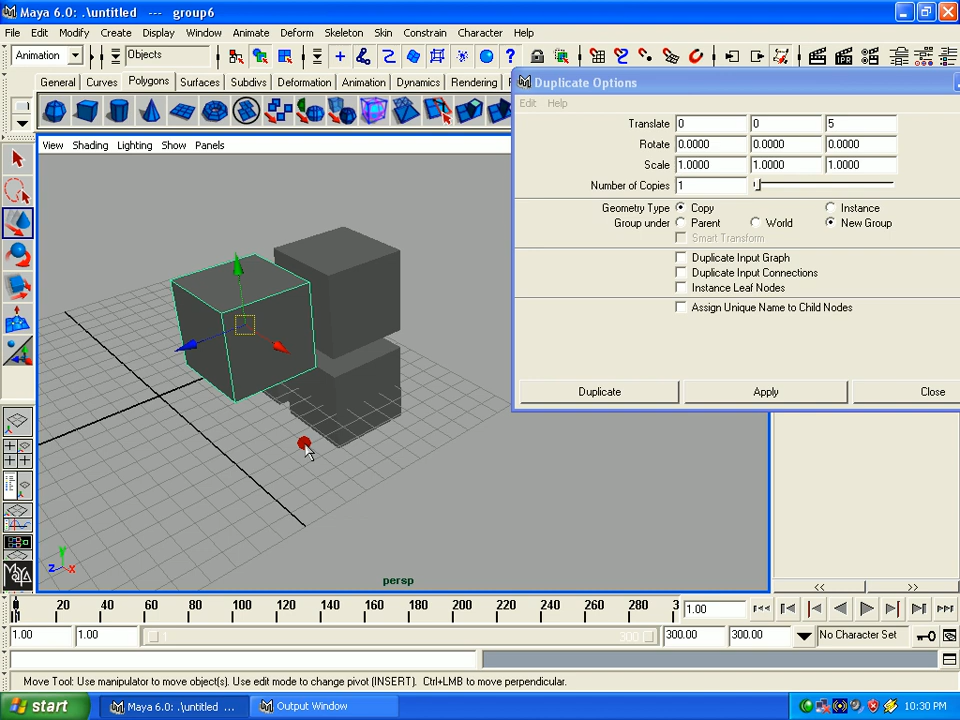 Maya 6.0: .\untitled --- group6
File Edit Modify Create Display Window Animate Deform Skeleton Skin Constrain Character Help
Animation Objects
General Curves Polygons Surfaces Subdivs Deformation Animation Dynamics Rendering
View Shading Lighting Show Panels
Duplicate Options
Edit Help
Translate 0 0 5
Rotate 0.0000 0.0000 0.0000
Scale 1.0000 1.0000 1.0000
Number of Copies 1
Geometry Type Copy Instance
Group under Parent World New Group
Smart Transform
Duplicate Input Graph
Duplicate Input Connections
Instance Leaf Nodes
Assign Unique Name to Child Nodes
Duplicate Apply Close
y
z x
persp
<< >>
20 40 60 80 100 120 140 160 180 200 220 240 260 280 3 1.00
1.00 1.00 1 300 300.00 300.00 No Character Set
Move Tool: Use manipulator to move object(s). Use edit mode to change pivot (INSERT). Ctrl+LMB to move perpendicular.
start Maya 6.0: .\untitled ... Output Window 10:30 PM